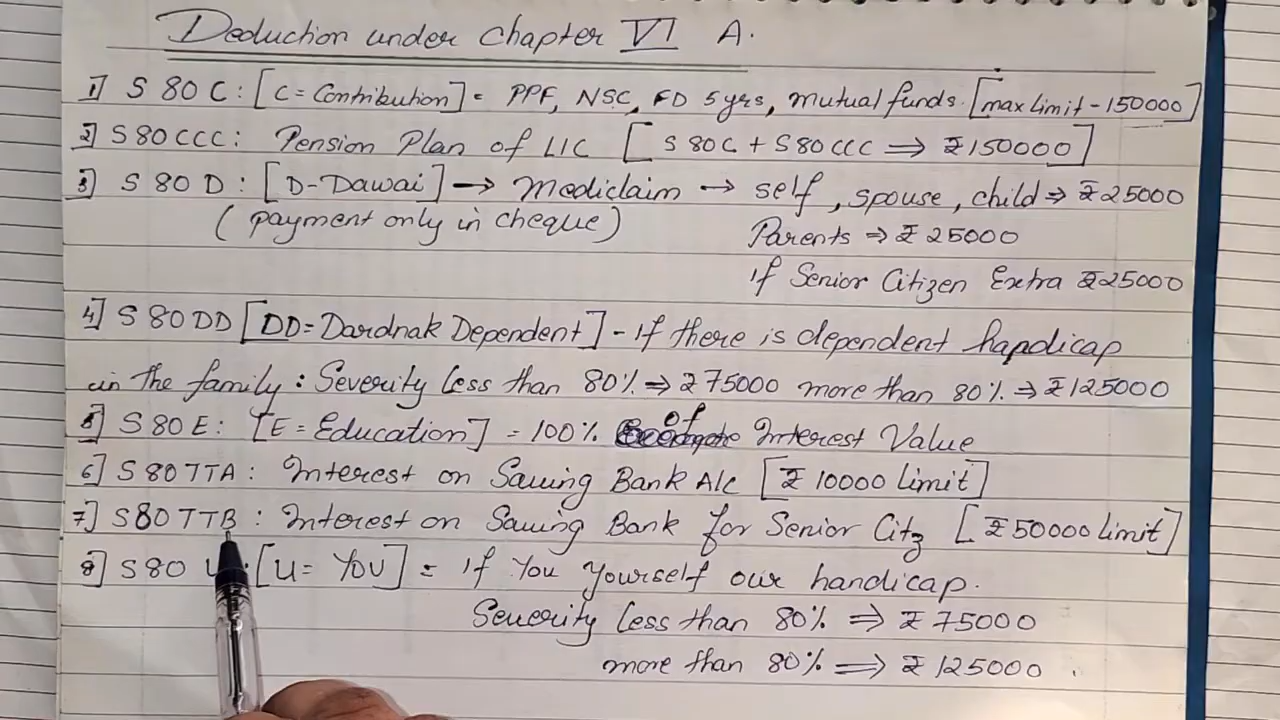 Deduction under Chapter VI A.
1] S 80 C: [C = Contribution] = PPF, NSC, FD 5 yrs, mutual funds. [max Limit - 150000]
2] S 80 CCC: Pension Plan of LIC [S 80C + S 80 CCC ⇒ ₹150000]
3] S 80 D: [D-Dawai] → Mediclaim → self, spouse, child ⇒ ₹25000
(payment only in cheque) Parents ⇒ ₹25000
If Senior Citizen Extra ₹25000
4] S 80 DD [DD = Dardnak Dependent] - If there is dependent handicap
in the family: Severity less than 80% ⇒ ₹75000 more than 80% ⇒ ₹125000
5] S 80 E: [E = Education] = 100% of Interest Value
6] S 80 TTA: Interest on Saving Bank A/c [₹10000 limit]
7] S 80 TTB: Interest on Saving Bank for Senior Citz [₹50000 limit]
8] S 80 U: [U = YOU] = If You Yourself our handicap.
Severity less than 80% ⇒ ₹75000
more than 80% ⇒ ₹125000.